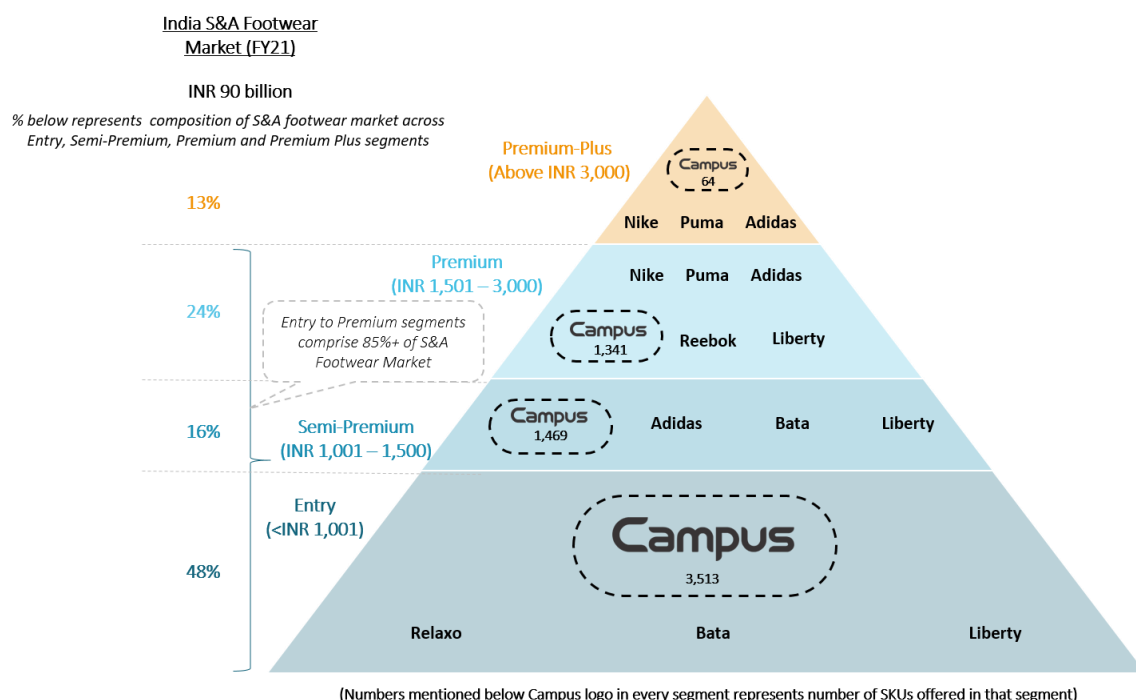 India S&A Footwear
Market (FY21)
INR 90 billion
% below represents composition of S&A footwear market across
Entry, Semi-Premium, Premium and Premium Plus segments
Premium-Plus
(Above INR 3,000)
Campus
64
13%
Nike Puma Adidas
Premium
(INR 1,501 – 3,000)
Nike Puma Adidas
24%
Entry to Premium segments
comprise 85%+ of S&A
Footwear Market
Campus
1,341
Reebok Liberty
16%
Semi-Premium
(INR 1,001 – 1,500)
Campus
1,469
Adidas Bata Liberty
Entry
(<INR 1,001)
Campus
3,513
48%
Relaxo Bata Liberty
(Numbers mentioned below Campus logo in every segment represents number of SKUs offered in that segment)